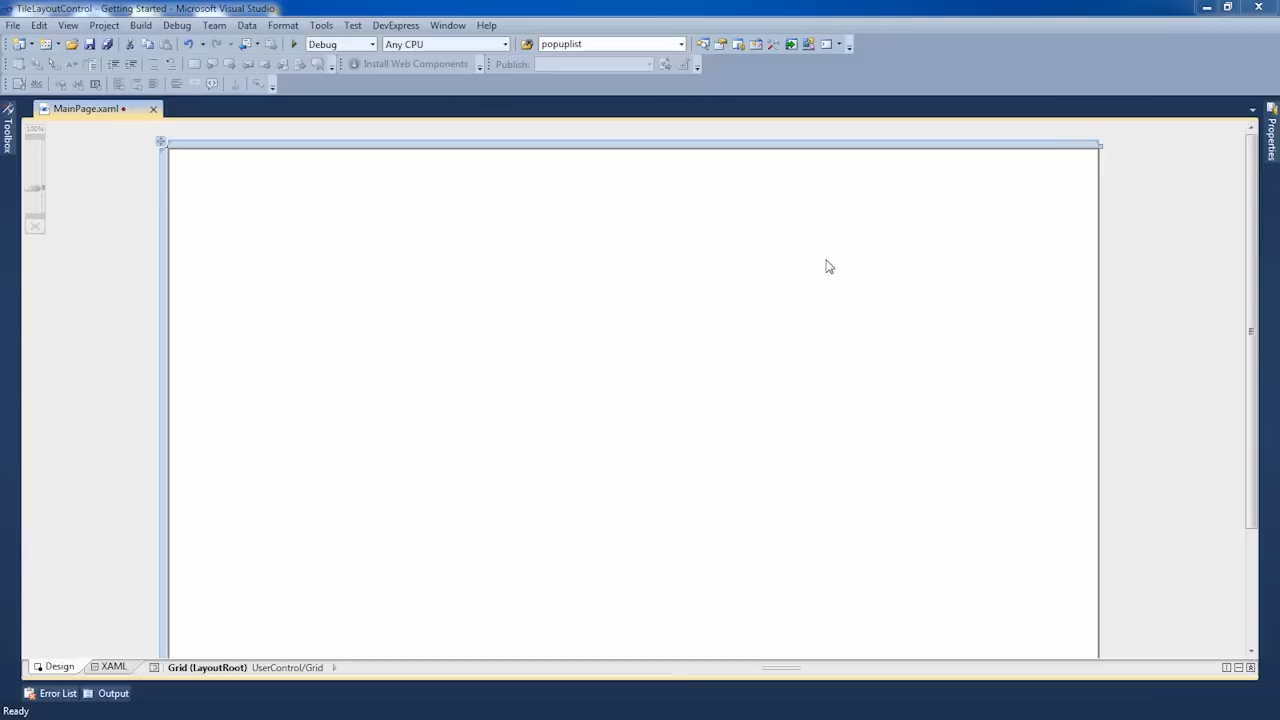 TileLayoutControl - Getting Started - Microsoft Visual Studio
File Edit View Project Build Debug Team Data Format Tools Test DevExpress Window Help
Debug Any CPU popuplist
Install Web Components Publish:
MainPage.xaml
Toolbox
Properties
100%
Design XAML Grid (LayoutRoot) UserControl/Grid
Error List Output
Ready